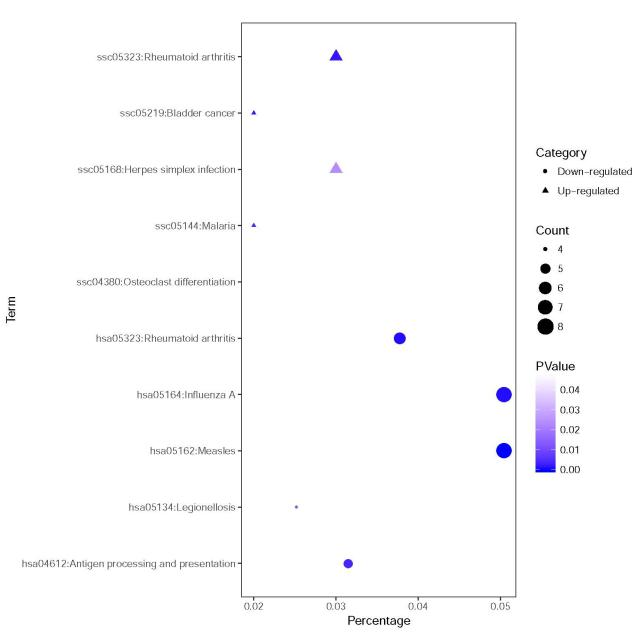 ssc05323:Rheumatoid arthritis
ssc05219:Bladder cancer
ssc05168:Herpes simplex infection
ssc05144:Malaria
ssc04380:Osteoclast differentiation
hsa05323:Rheumatoid arthritis
hsa05164:Influenza A
hsa05162:Measles
hsa05134:Legionellosis
hsa04612:Antigen processing and presentation
Term
0.02 0.03 0.04 0.05
Percentage
Category
Down-regulated
Up-regulated
Count
4
5
6
7
8
PValue
0.04
0.03
0.02
0.01
0.00